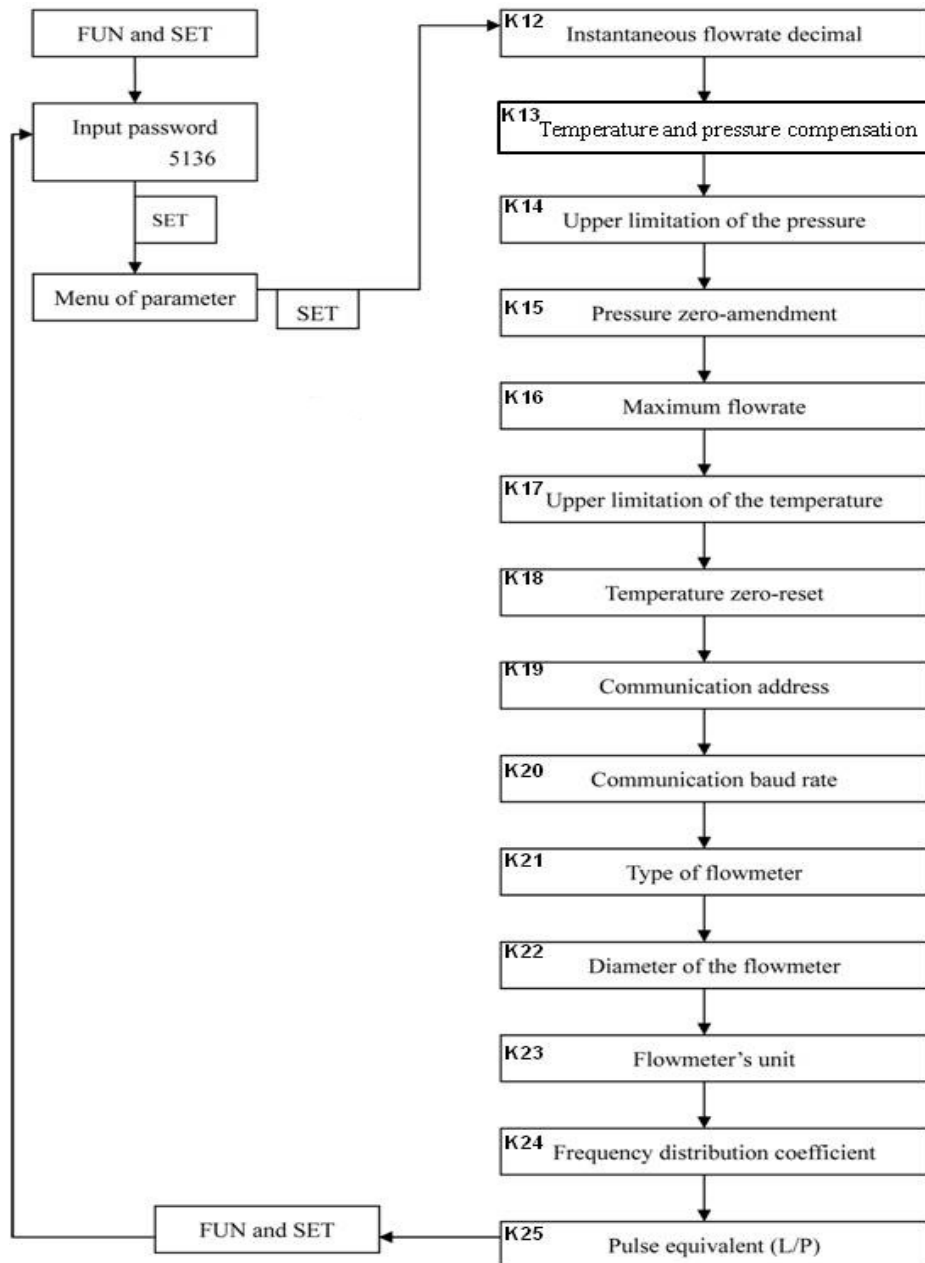 FUN and SET
Input password
5136
SET
Menu of parameter
SET
K12 Instantaneous flowrate decimal
K13 Temperature and pressure compensation
K14 Upper limitation of the pressure
K15 Pressure zero-amendment
K16 Maximum flowrate
K17 Upper limitation of the temperature
K18 Temperature zero-reset
K19 Communication address
K20 Communication baud rate
K21 Type of flowmeter
K22 Diameter of the flowmeter
K23 Flowmeter's unit
K24 Frequency distribution coefficient
K25 Pulse equivalent (L/P)
FUN and SET